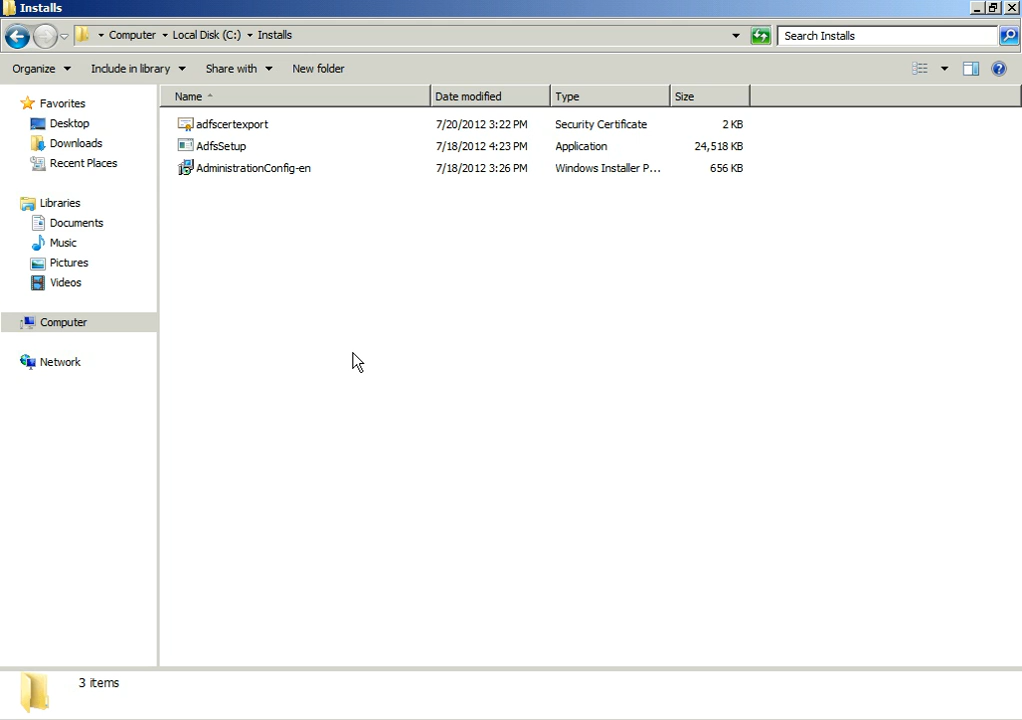 Installs
Computer Local Disk (C:) Installs
Search Installs
Organize Include in library Share with New folder
Name Date modified Type Size
adfscertexport 7/20/2012 3:22 PM Security Certificate 2 KB
AdfsSetup 7/18/2012 4:23 PM Application 24,518 KB
AdministrationConfig-en 7/18/2012 3:26 PM Windows Installer P... 656 KB
Favorites
Desktop
Downloads
Recent Places
Libraries
Documents
Music
Pictures
Videos
Computer
Network
3 items